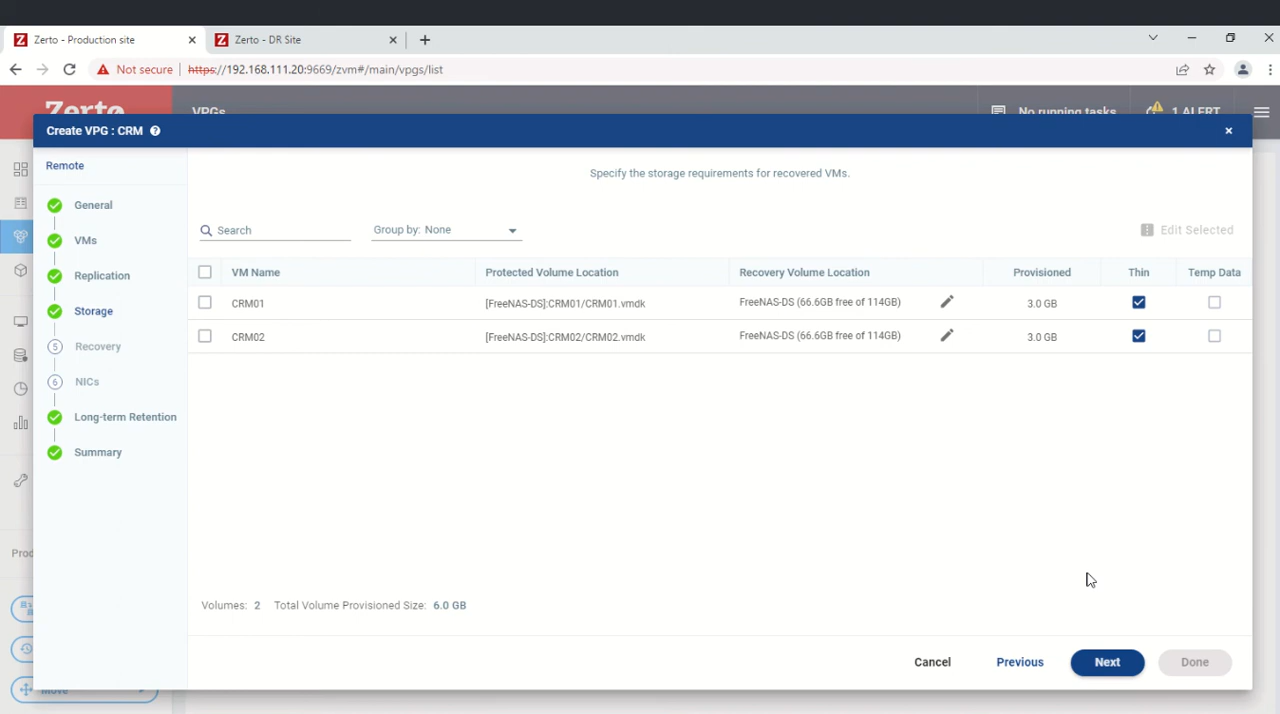 Zerto - Production site
Zerto - DR Site
Not secure
https://192.168.111.20:9669/zvm#/main/vpgs/list
Zerto
VPGs
No running tasks
1 ALERT
Create VPG : CRM
Remote
Specify the storage requirements for recovered VMs.
General
VMs
Replication
Storage
5 Recovery
6 NICs
Long-term Retention
Summary
Search
Group by: None
Edit Selected
VM Name Protected Volume Location Recovery Volume Location Provisioned Thin Temp Data
CRM01 [FreeNAS-DS]:CRM01/CRM01.vmdk FreeNAS-DS (66.6GB free of 114GB) 3.0 GB
CRM02 [FreeNAS-DS]:CRM02/CRM02.vmdk FreeNAS-DS (66.6GB free of 114GB) 3.0 GB
Prod
Volumes: 2 Total Volume Provisioned Size: 6.0 GB
Cancel Previous Next Done
Move